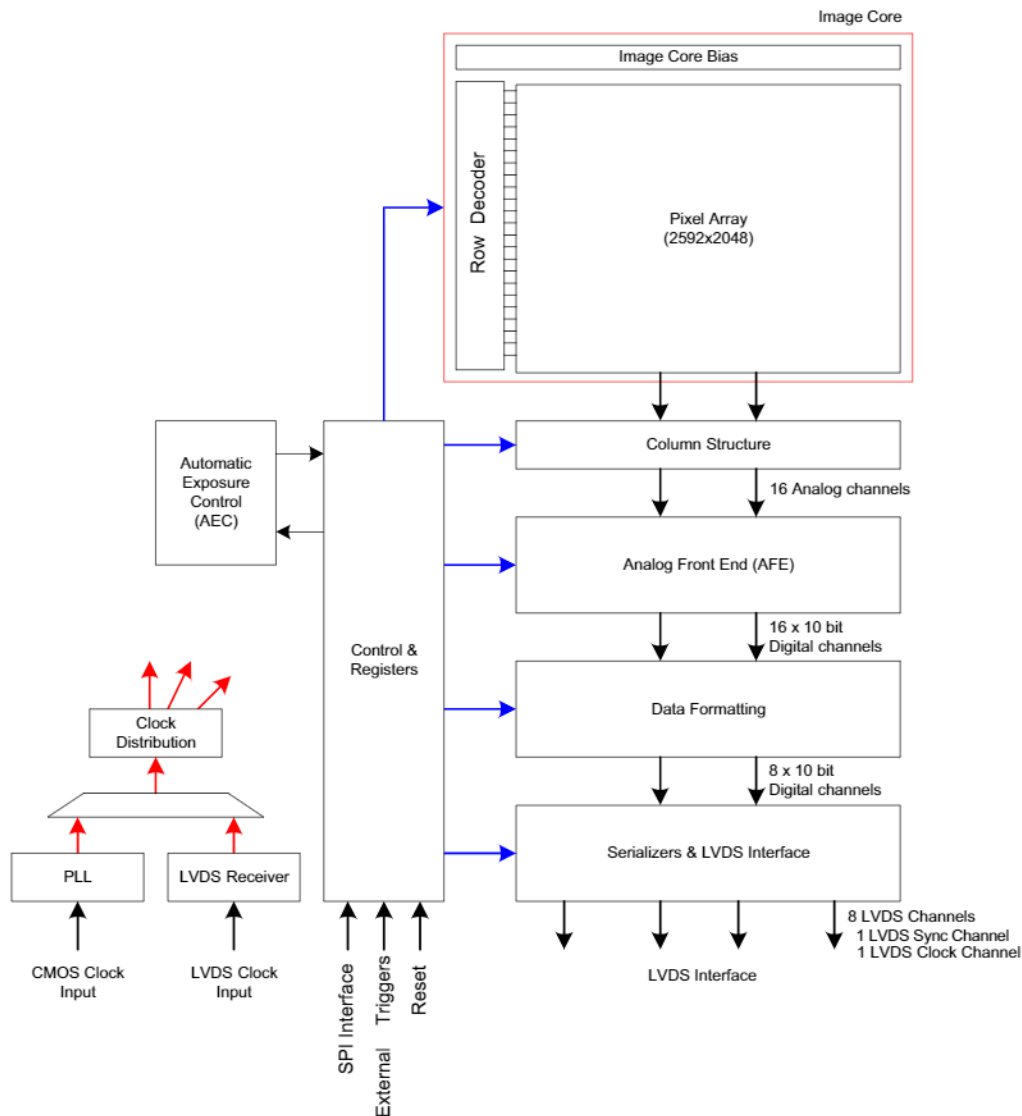 Image Core
Image Core Bias
Row Decoder
Pixel Array
(2592x2048)
Column Structure
16 Analog channels
Automatic
Exposure
Control
(AEC)
Analog Front End (AFE)
16 x 10 bit
Digital channels
Control &
Registers
Data Formatting
Clock
Distribution
8 x 10 bit
Digital channels
PLL
LVDS Receiver
Serializers & LVDS Interface
8 LVDS Channels
1 LVDS Sync Channel
1 LVDS Clock Channel
CMOS Clock
Input
LVDS Clock
Input
LVDS Interface
SPI Interface
External Triggers
Reset